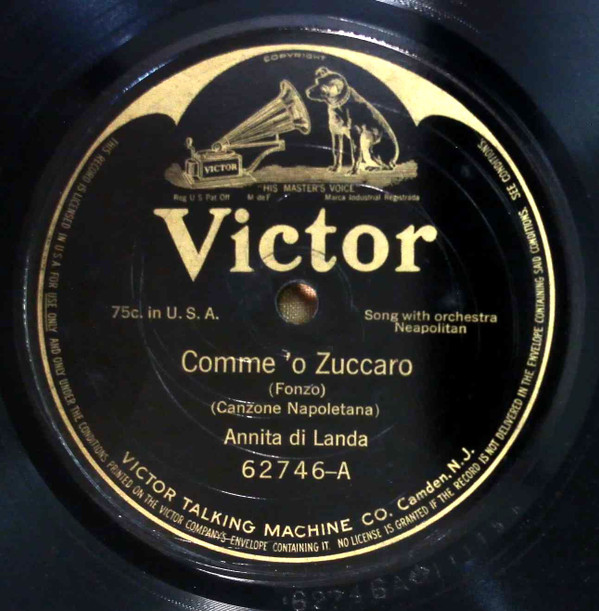 COPYRIGHT
VICTOR
"HIS MASTER'S VOICE"
Reg. U S Pat Off M de F Marca Industrial Registrada
Victor
75c. in U. S. A.
Song with orchestra
Neapolitan
Comme 'o Zuccaro
(Fonzo)
(Canzone Napoletana)
Annita di Landa
62746-A
VICTOR TALKING MACHINE CO. Camden. N. J.
THIS RECORD IS LICENSED IN U.S.A FOR USE ONLY AND ONLY UNDER THE CONDITIONS PRINTED ON THE VICTOR COMPANY'S ENVELOPE CONTAINING IT. NO LICENSE IS GRANTED IF THE RECORD IS NOT DELIVERED IN THE ENVELOPE CONTAINING SAID CONDITIONS. SEE CONDITIONS.
62746A